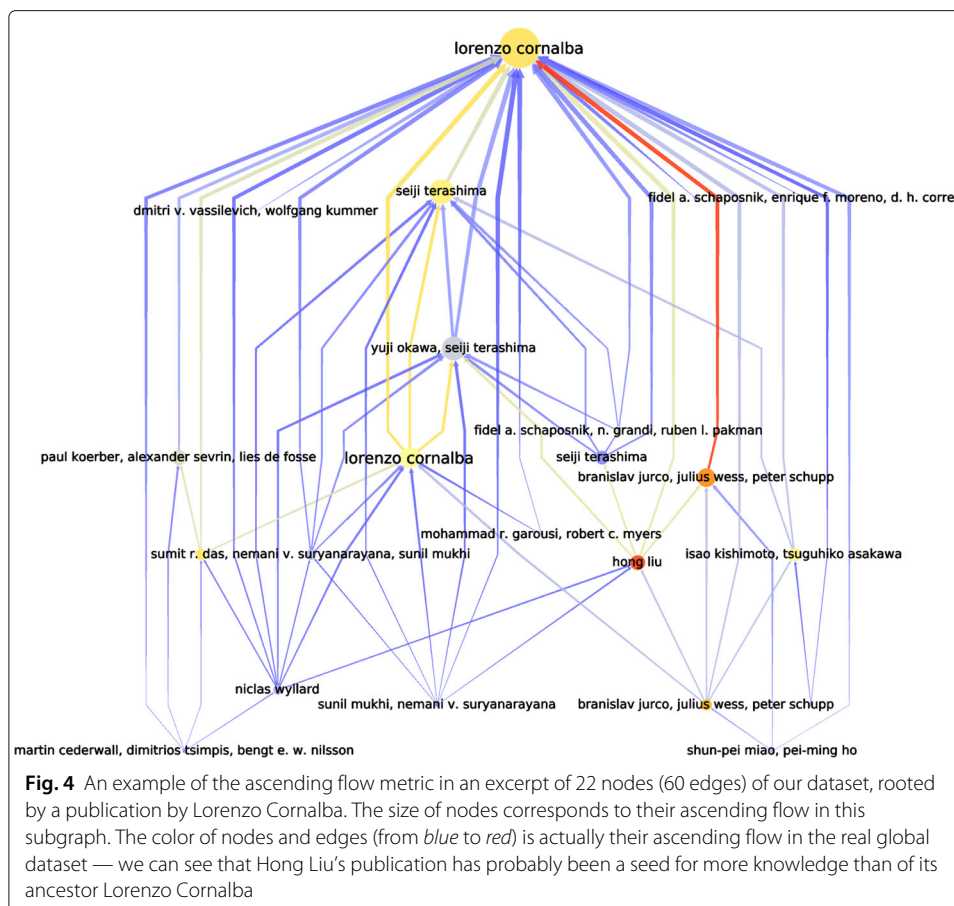 lorenzo cornalba
seiji terashima
dmitri v. vassilevich, wolfgang kummer
fidel a. schaposnik, enrique f. moreno, d. h. corre
yuji okawa, seiji terashima
fidel a. schaposnik, n. grandi, ruben l. pakman
paul koerber, alexander sevrin, lies de fosse
lorenzo cornalba
seiji terashima
branislav jurco, julius wess, peter schupp
mohammad r. garousi, robert c. myers
sumit r. das, nemani v. suryanarayana, sunil mukhi
isao kishimoto, tsuguhiko asakawa
hong liu
niclas wyllard
sunil mukhi, nemani v. suryanarayana
branislav jurco, julius wess, peter schupp
martin cederwall, dimitrios tsimpis, bengt e. w. nilsson
shun-pei miao, pei-ming ho
Fig. 4 An example of the ascending flow metric in an excerpt of 22 nodes (60 edges) of our dataset, rooted
by a publication by Lorenzo Cornalba. The size of nodes corresponds to their ascending flow in this
subgraph. The color of nodes and edges (from blue to red) is actually their ascending flow in the real global
dataset — we can see that Hong Liu's publication has probably been a seed for more knowledge than of its
ancestor Lorenzo Cornalba